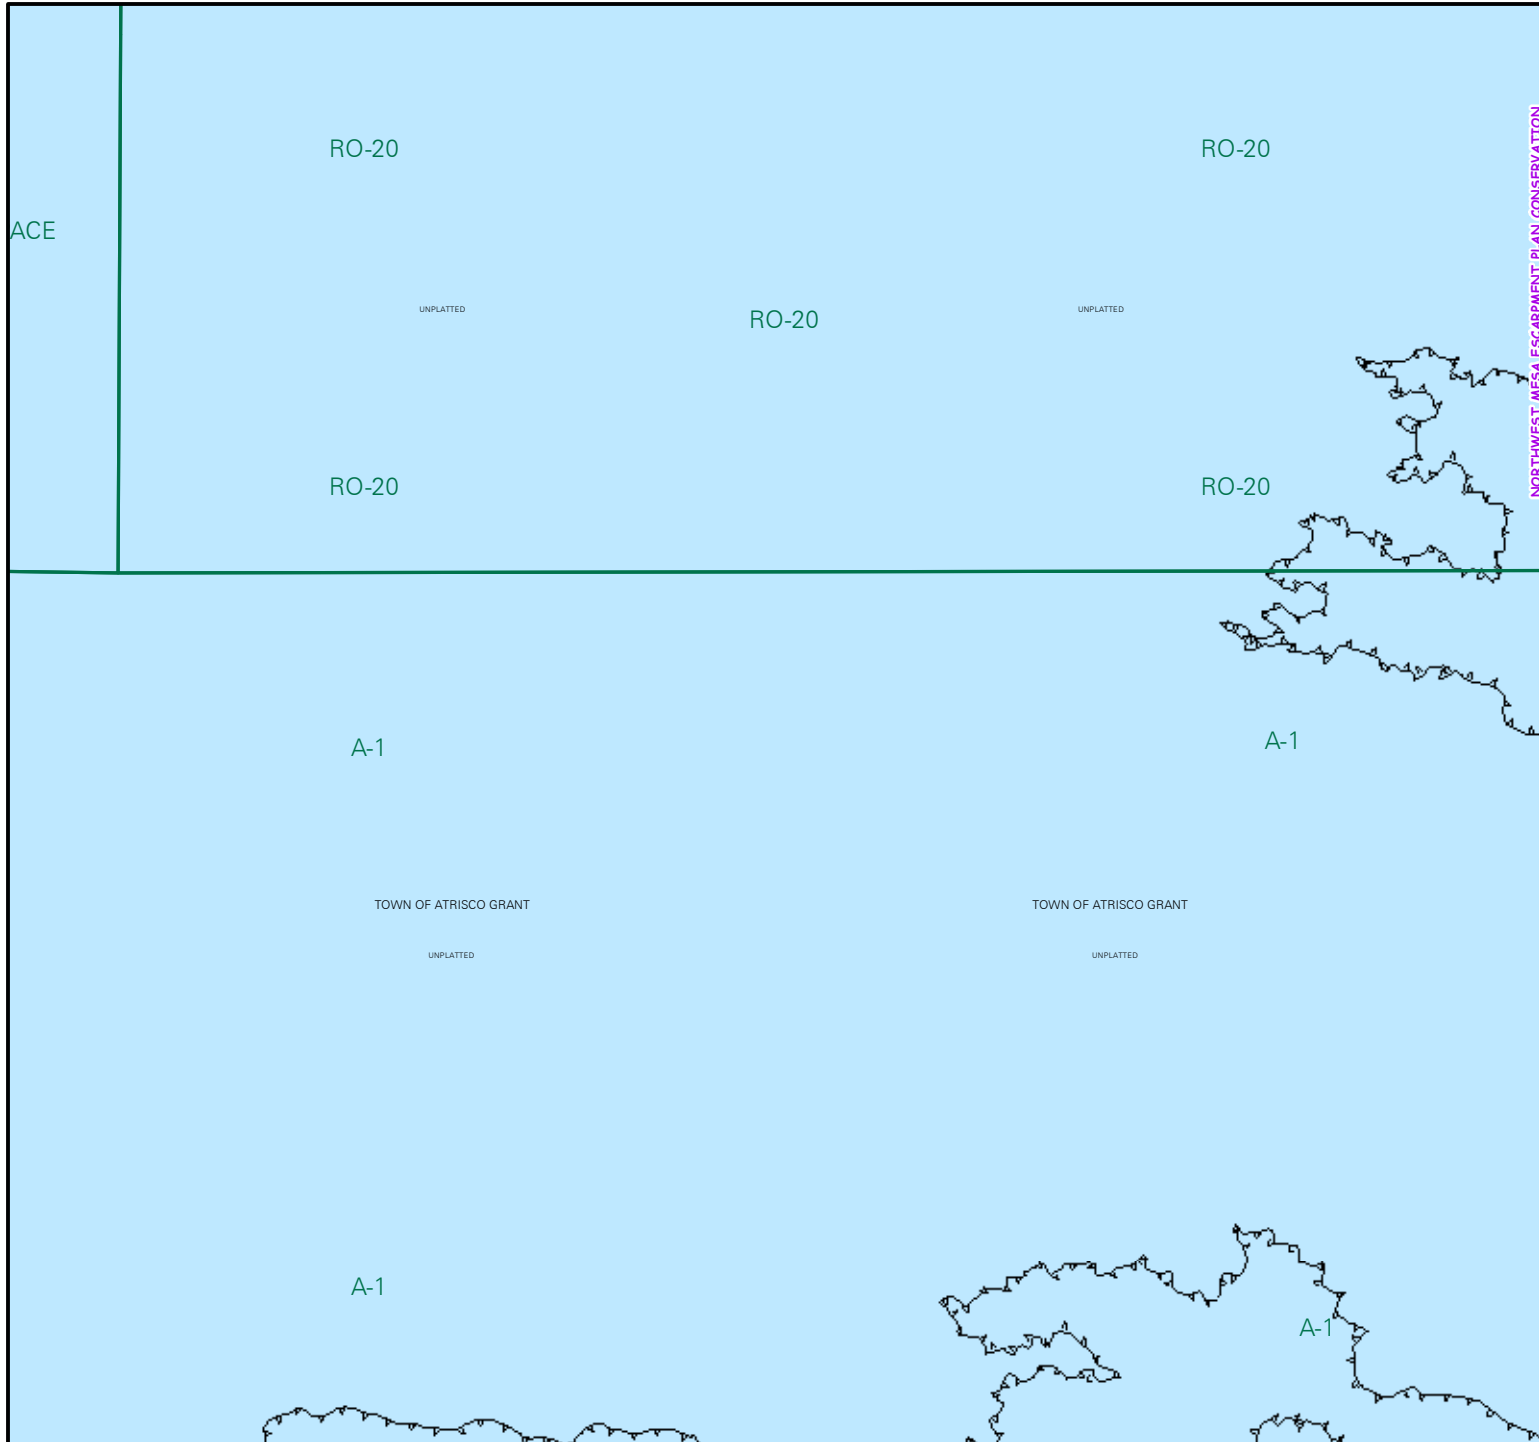 RO-20
RO-20
ACE
UNPLATTED
RO-20
UNPLATTED
NORTHWEST MESA ESCARPMENT PLAN CONSERVATION
RO-20
RO-20
A-1
A-1
TOWN OF ATRISCO GRANT
TOWN OF ATRISCO GRANT
UNPLATTED
UNPLATTED
A-1
A-1